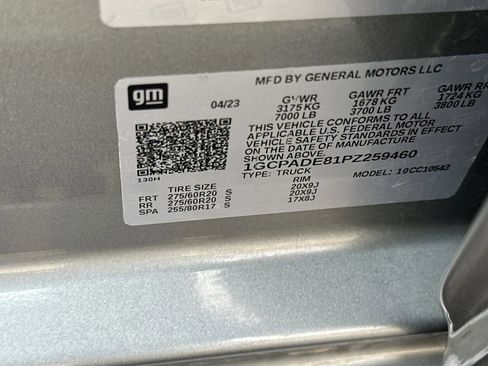 gm
MFD BY GENERAL MOTORS LLC
04/23 GVWR GAWR FRT GAWR RR
3175 KG 1678 KG 1724 KG
7000 LB 3700 LB 3800 LB
THIS VEHICLE CONFORMS TO ALL
APPLICABLE U.S. FEDERAL MOTOR
VEHICLE SAFETY STANDARDS IN EFFECT
ON THE DATE OF MANUFACTURE
SHOWN ABOVE
1GCPADE81PZ259460
TYPE: TRUCK MODEL: 10CC10543
130H
TIRE SIZE RIM
FRT 275/60R20 S 20X9J
RR 275/60R20 S 20X9J
SPA 255/80R17 S 17X8J